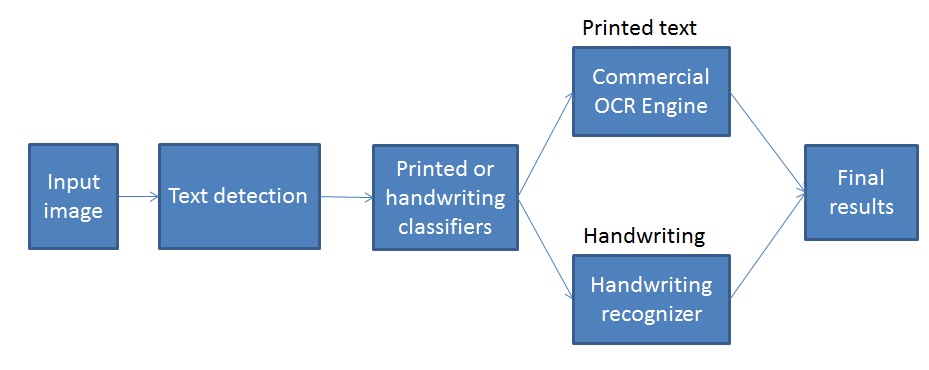 Printed text
Commercial
OCR Engine
Input
image
Text detection
Printed or
handwriting
classifiers
Final
results
Handwriting
Handwriting
recognizer